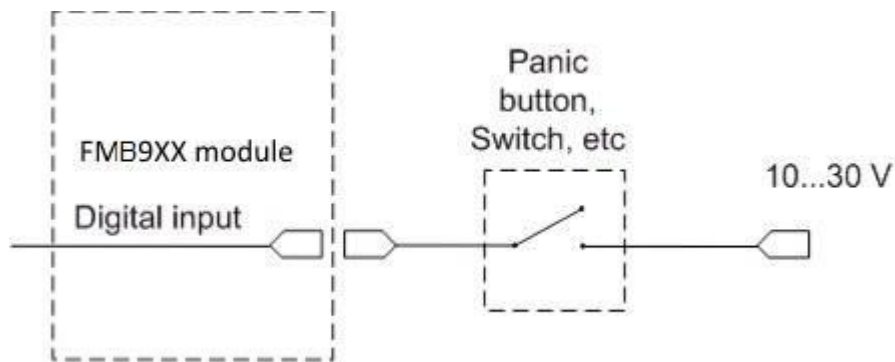 Panic
button,
Switch, etc
FMB9XX module
10...30 V
Digital input